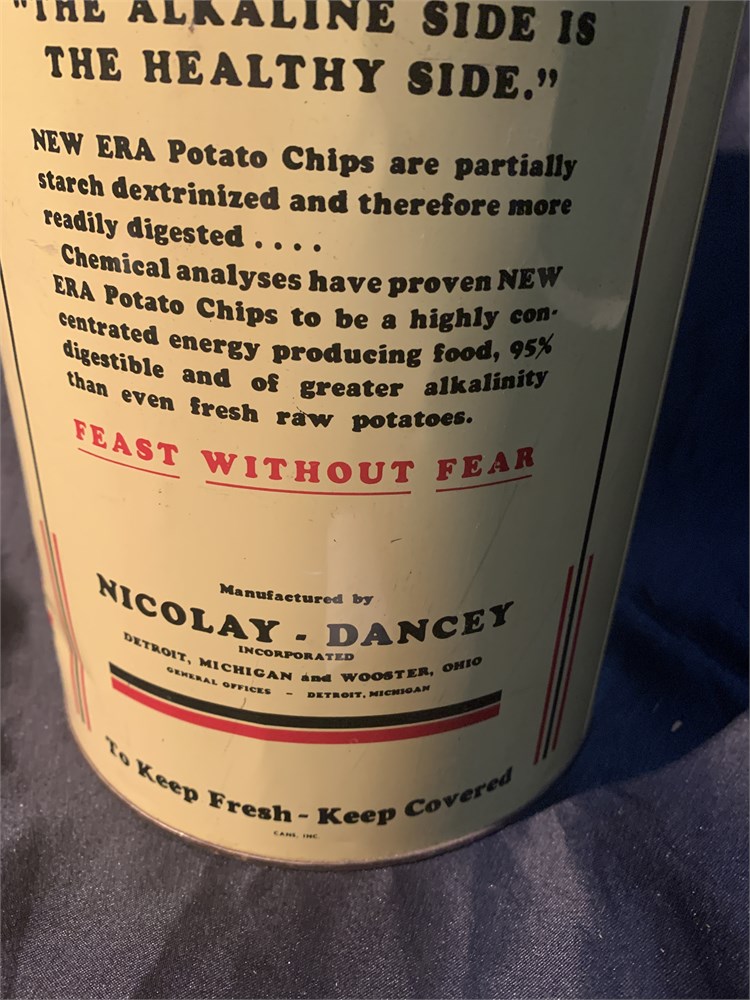 "THE ALKALINE SIDE IS
THE HEALTHY SIDE."
NEW ERA Potato Chips are partially
starch dextrinized and therefore more
readily digested . . . .
Chemical analyses have proven NEW
ERA Potato Chips to be a highly con-
centrated energy producing food, 95%
digestible and of greater alkalinity
than even fresh raw potatoes.
FEAST WITHOUT FEAR
Manufactured by
NICOLAY - DANCEY
INCORPORATED
DETROIT, MICHIGAN and WOOSTER, OHIO
GENERAL OFFICES - DETROIT, MICHIGAN
To Keep Fresh - Keep Covered
CANS, INC.